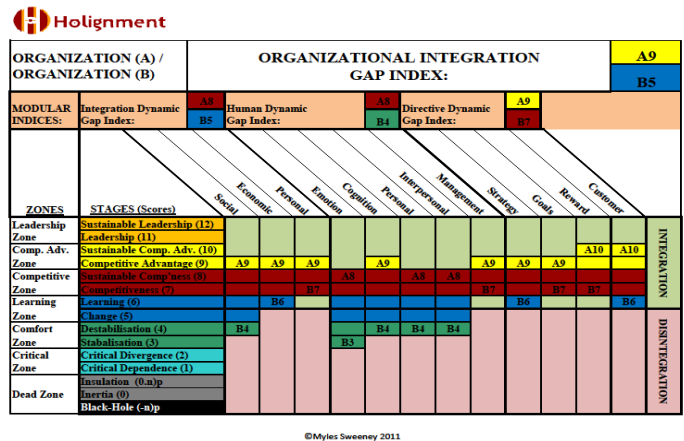 Holignment
ORGANIZATION (A) /
ORGANIZATION (B)
ORGANIZATIONAL INTEGRATION
GAP INDEX:
A9
B5
MODULAR
INDICES:
Integration Dynamic
Gap Index:
A8
B5
Human Dynamic
Gap Index:
A8
B4
Directive Dynamic
Gap Index:
A9
B7
ZONES
STAGES (Scores)
Social
Economic
Personal
Emotion
Cognition
Personal
Interpersonal
Management
Strategy
Goals
Reward
Customer
Leadership
Zone
Sustainable Leadership (12)
Leadership (11)
Comp. Adv.
Zone
Sustainable Comp. Adv. (10) A10 A10
Competitive Advantage (9) A9 A9 A9 A9 A9 A9 A9
Competitive
Zone
Sustainable Comp'ness (8) A8 A8 A8
Competitiveness (7) B7 B7 B7 B7
Learning
Zone
Learning (6) B6 B6 B6
Change (5)
Comfort
Zone
Destabilisation (4) B4 B4 B4 B4
Stabalisation (3) B3
Critical
Zone
Critical Divergence (2)
Critical Dependence (1)
Dead Zone
Insulation (0.n)p
Inertia (0)
Black-Hole (-n)p
INTEGRATION
DISINTEGRATION
©Myles Sweeney 2011